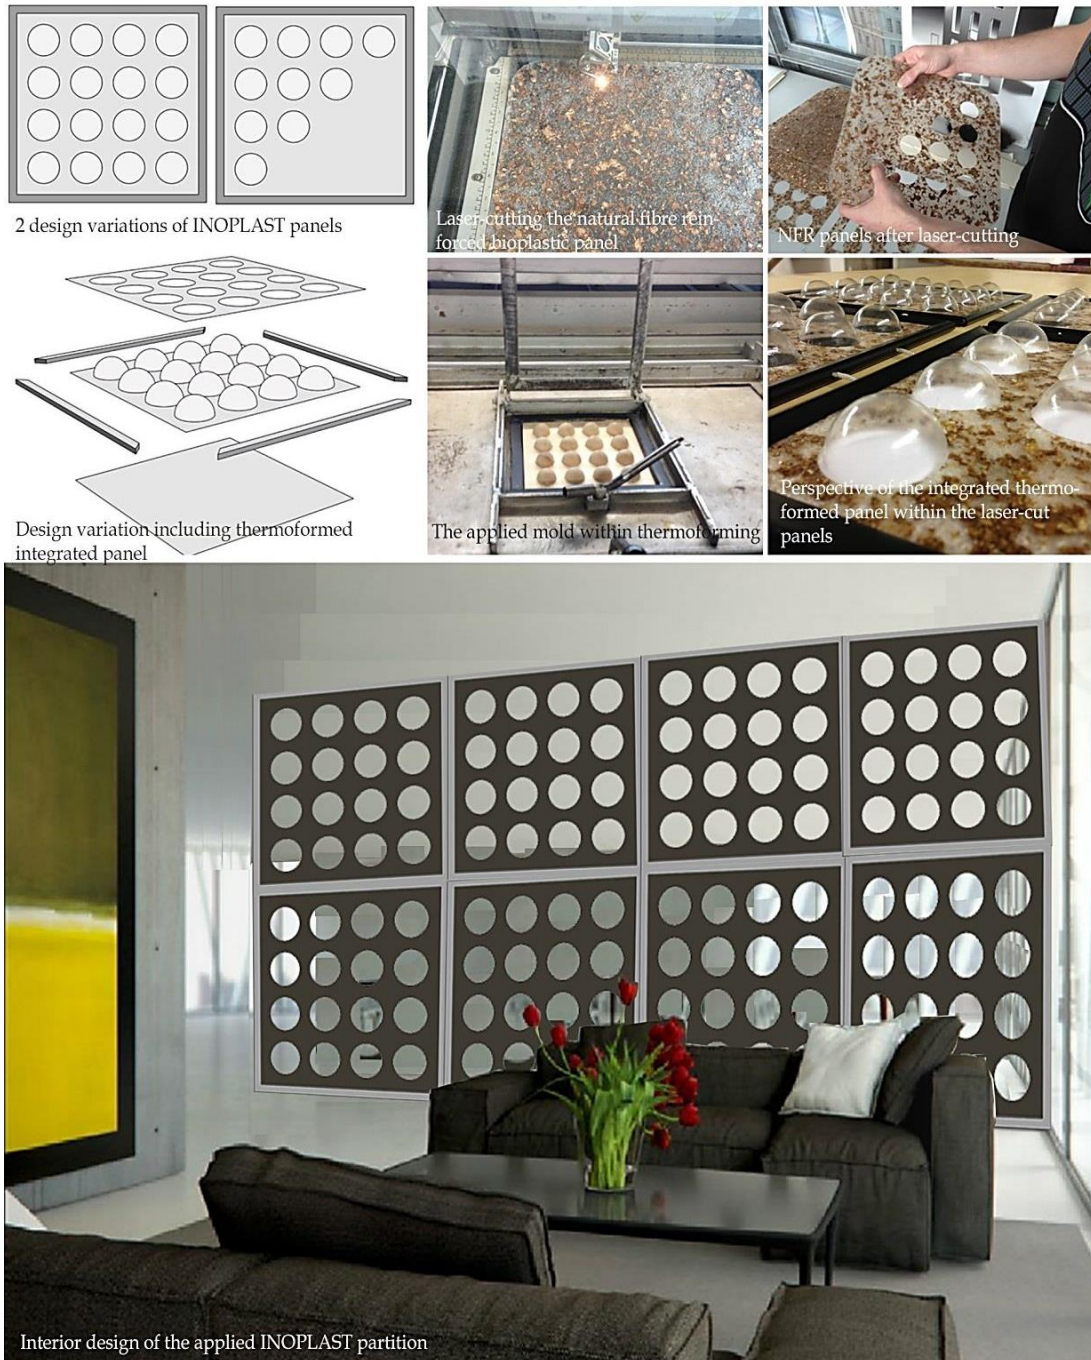 2 design variations of INOPLAST panels
Laser-cutting the natural fibre rein-
forced bioplastic panel
NFR panels after laser-cutting
Design variation including thermoformed
integrated panel
The applied mold within thermoforming
Perspective of the integrated thermo-
formed panel within the laser-cut
panels
Interior design of the applied INOPLAST partition